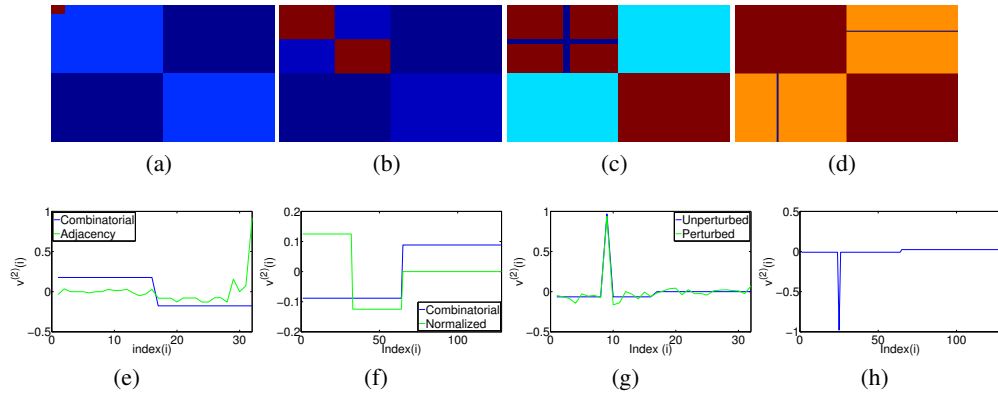 (a) (b) (c) (d)
1
0.5
0
−0.5
v(2)(i)
Combinatorial
Adjacency
0 10 20 30
index(i)
(e)
0.2
0.1
0
−0.1
−0.2
v(2)(i)
Combinatorial
Normalized
0 50 100
Index(i)
(f)
1
0.5
0
−0.5
v(2)(i)
Unperturbed
Perturbed
0 10 20 30
Index (i)
(g)
0.5
0
−0.5
−1
v(2)(i)
0 50 100
Index(i)
(h)